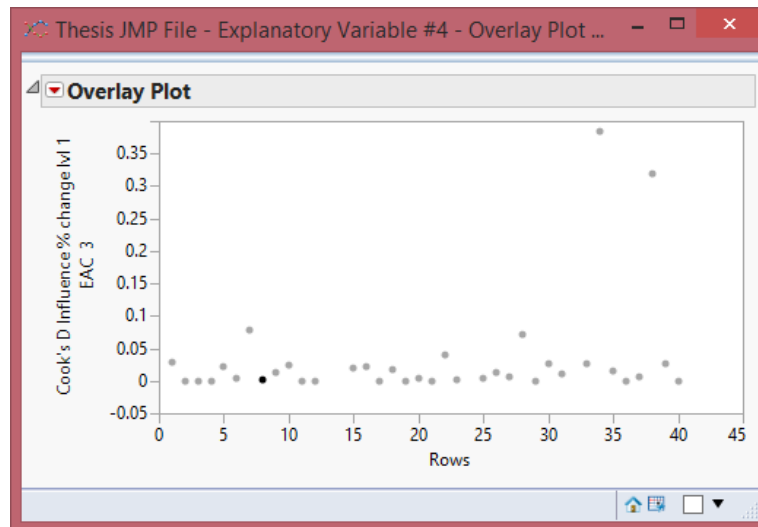 Thesis JMP File - Explanatory Variable #4 - Overlay Plot ...
Overlay Plot
Cook's D Influence % change lvl 1
EAC 3
0.35
0.3
0.25
0.2
0.15
0.1
0.05
0
-0.05
0 5 10 15 20 25 30 35 40 45
Rows